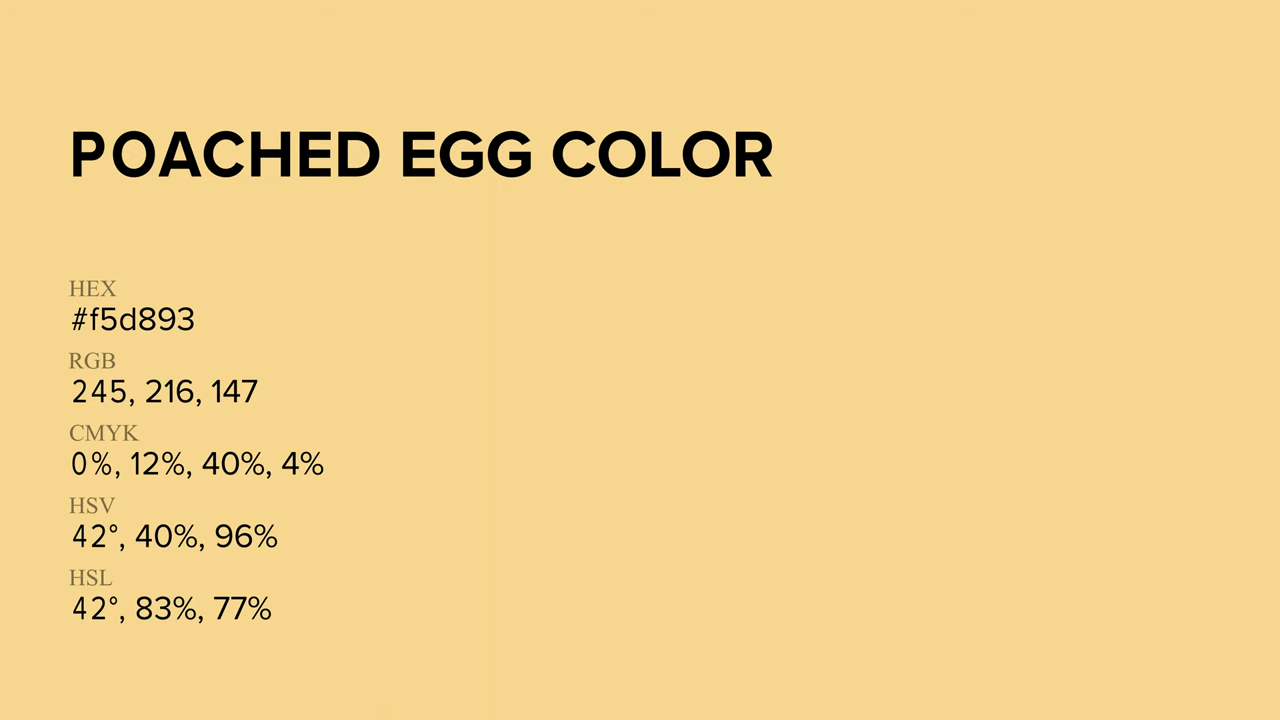 POACHED EGG COLOR
HEX
#f5d893
RGB
245, 216, 147
CMYK
0%, 12%, 40%, 4%
HSV
42°, 40%, 96%
HSL
42°, 83%, 77%